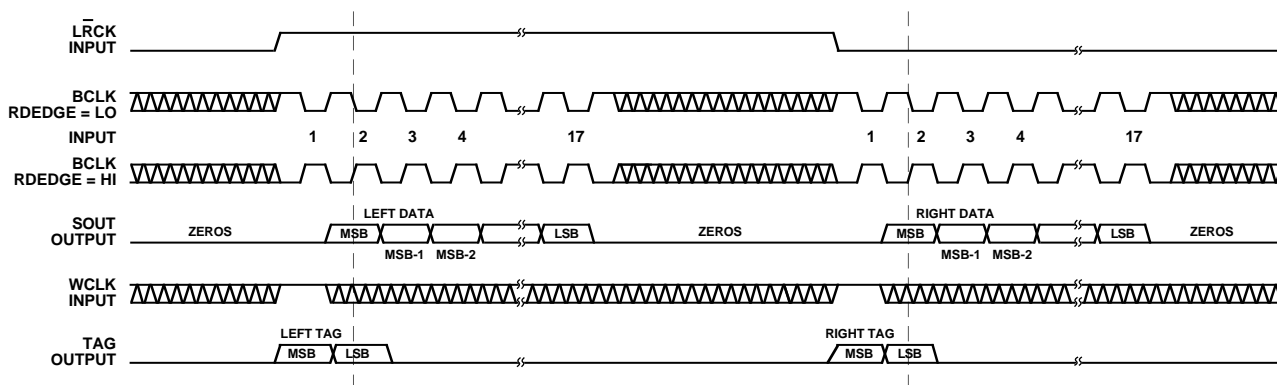 LRCK
INPUT
BCLK
RDEDGE = LO
INPUT 1 2 3 4 17 1 2 3 4 17
BCLK
RDEDGE = HI
LEFT DATA RIGHT DATA
SOUT
OUTPUT
ZEROS MSB LSB ZEROS MSB LSB ZEROS
MSB-1 MSB-2 MSB-1 MSB-2
WCLK
INPUT
LEFT TAG RIGHT TAG
TAG
OUTPUT
MSB LSB MSB LSB